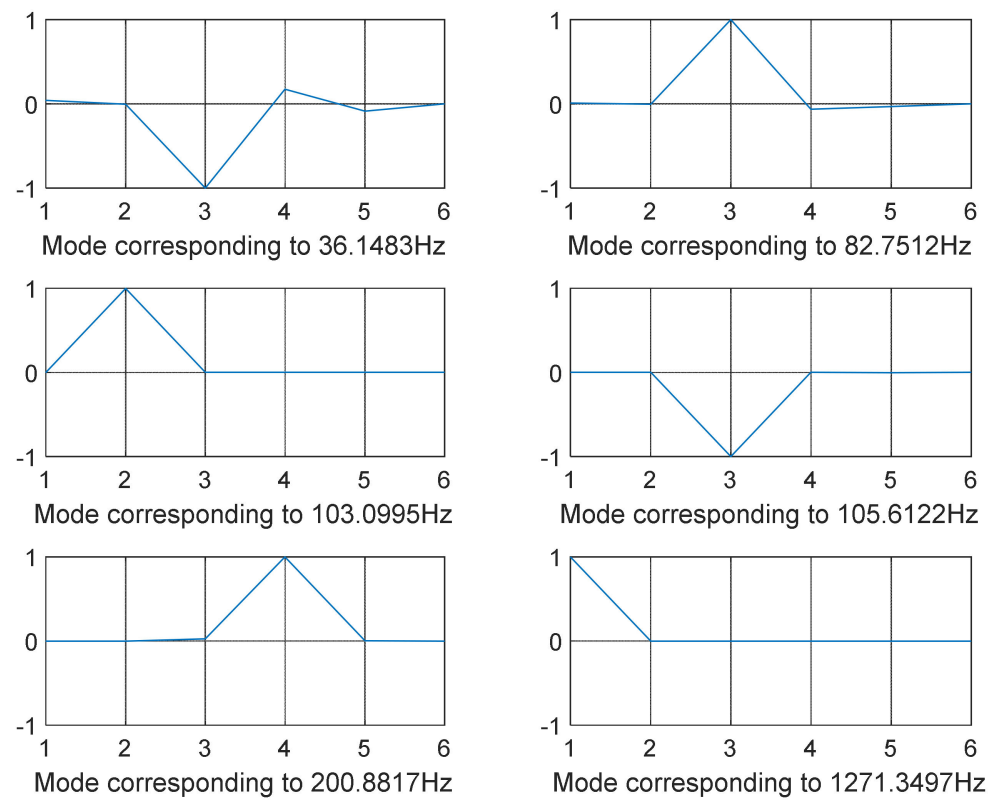 1
0
-1
1 2 3 4 5 6
Mode corresponding to 36.1483Hz
1
0
-1
1 2 3 4 5 6
Mode corresponding to 82.7512Hz
1
0
-1
1 2 3 4 5 6
Mode corresponding to 103.0995Hz
1
0
-1
1 2 3 4 5 6
Mode corresponding to 105.6122Hz
1
0
-1
1 2 3 4 5 6
Mode corresponding to 200.8817Hz
1
0
-1
1 2 3 4 5 6
Mode corresponding to 1271.3497Hz